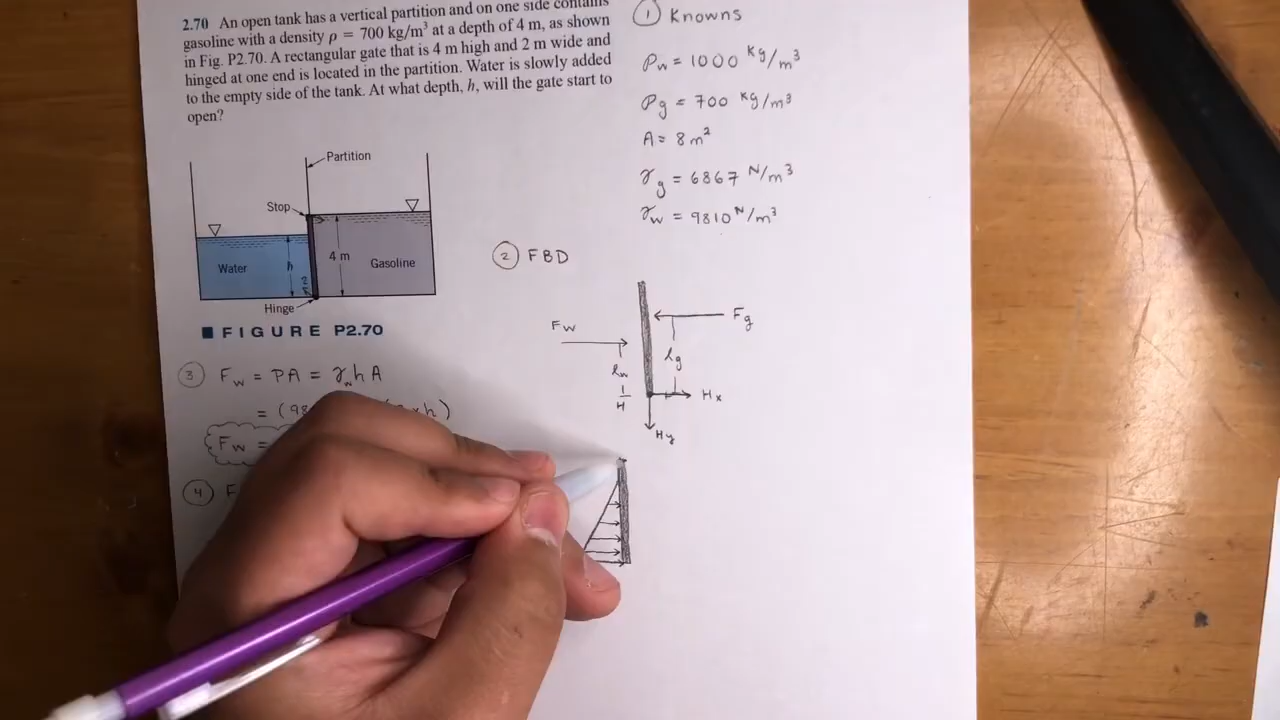 2.70 An open tank has a vertical partition and on one side contains
gasoline with a density ρ = 700 kg/m³ at a depth of 4 m, as shown
in Fig. P2.70. A rectangular gate that is 4 m high and 2 m wide and
hinged at one end is located in the partition. Water is slowly added
to the empty side of the tank. At what depth, h, will the gate start to
open?
Partition
Stop
Water
h
4 m
Gasoline
Hinge
FIGURE P2.70
① Knowns
ρw = 1000 kg/m³
ρg = 700 kg/m³
A = 8 m²
γg = 6867 N/m³
γw = 9810 N/m³
② FBD
Fw
Fg
lw
lg
H
Hx
Hy
③ Fw = PA = γw h A
= (98
h)
Fw =
④ F